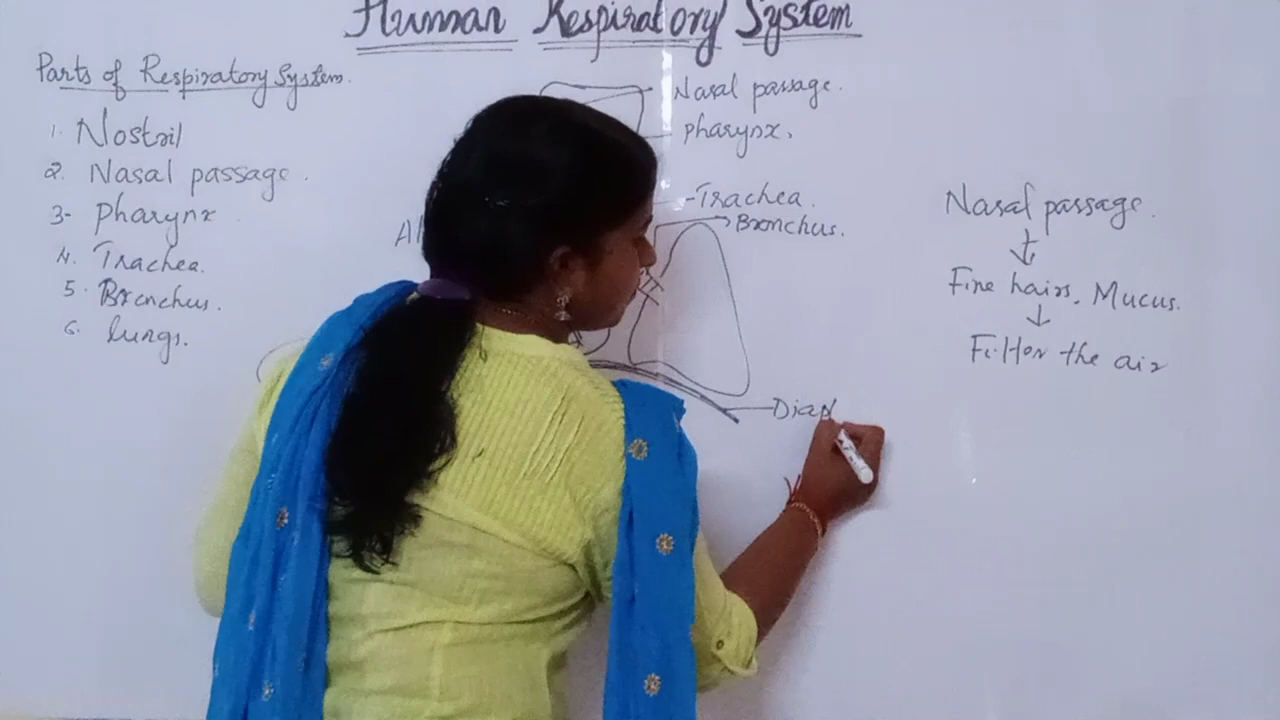 Human Respiratory System
Parts of Respiratory System.
1. Nostril
2. Nasal passage.
3- Pharynx
4. Trachea.
5. Bronchus.
6. lungs.
Nasal passage.
pharynx.
-Trachea.
Bronchus.
Nasal passage.
Fine hairs, Mucus.
Filter the air